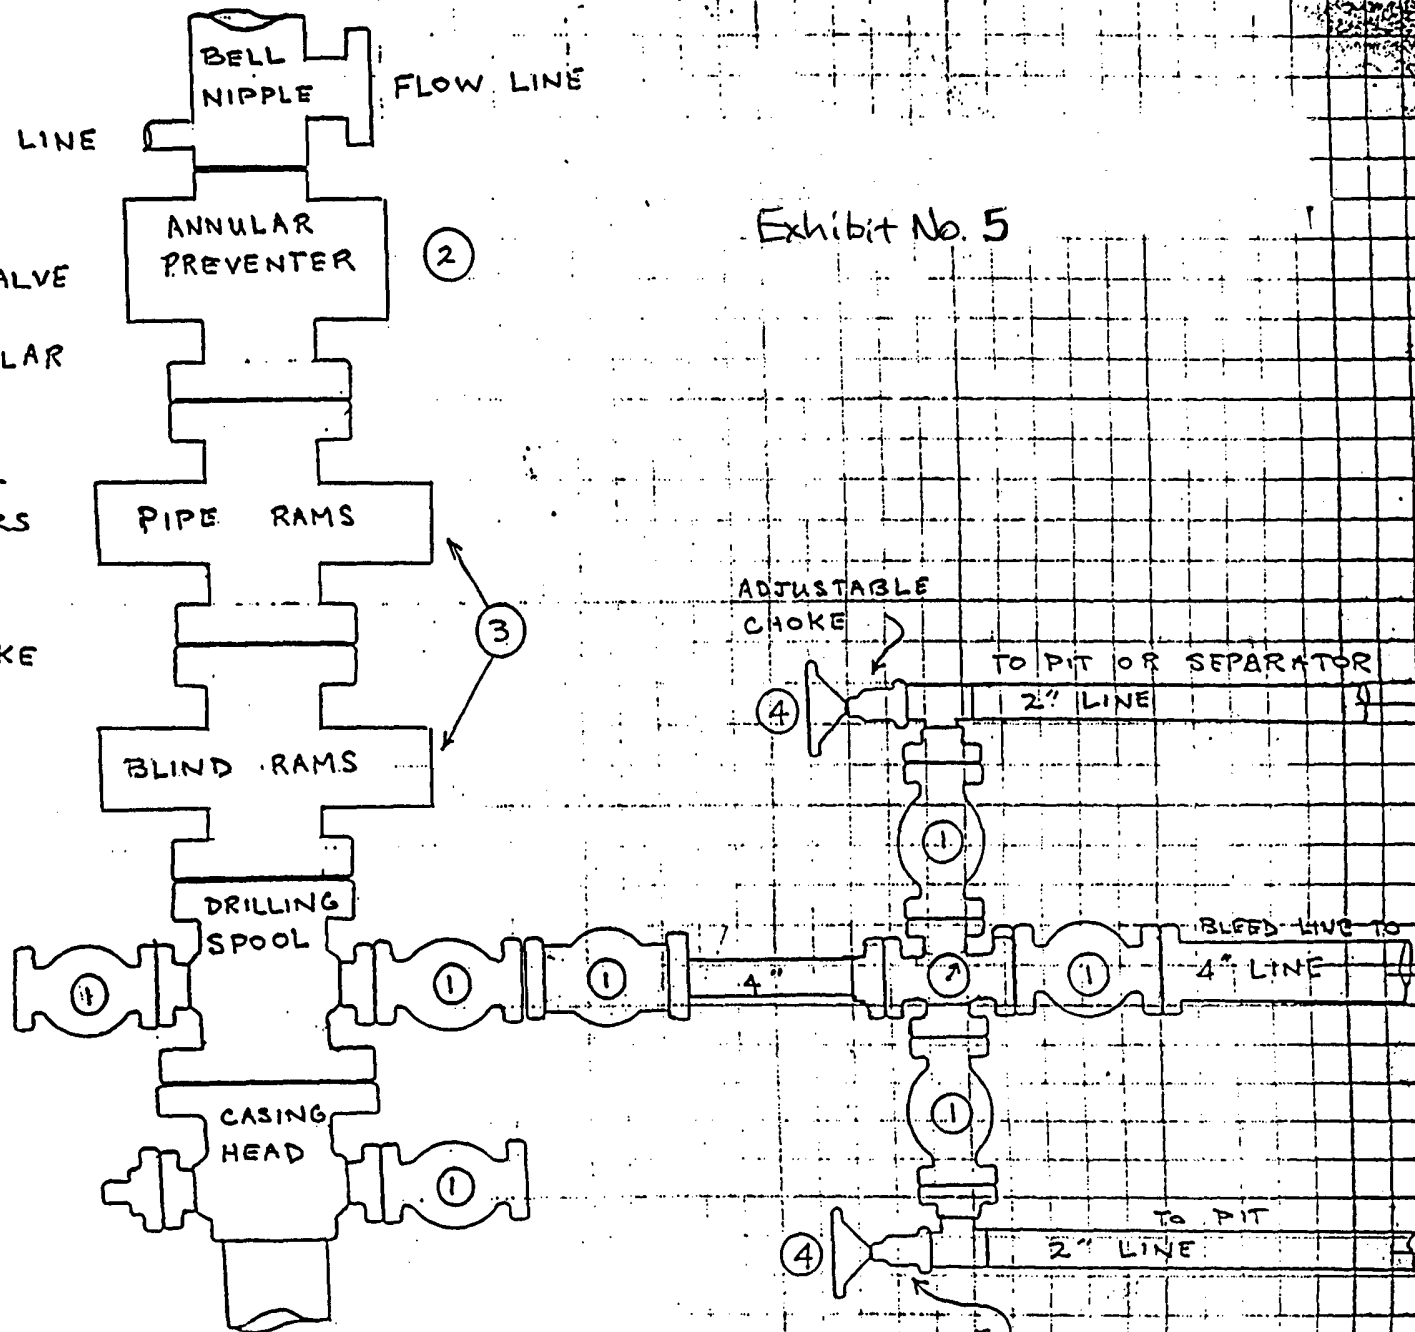 BELL
NIPPLE
FLOW LINE
LINE
ANNULAR
PREVENTER
2
Exhibit No. 5
ALVE
LAR
RS
PIPE RAMS
3
KE
BLIND RAMS
ADJUSTABLE
CHOKE
4
TO PIT OR SEPARATOR
2" LINE
1
DRILLING
SPOOL
1
1
1
4"
1
BLEED LINE TO
4" LINE
1
CASING
HEAD
1
4
TO PIT
2" LINE